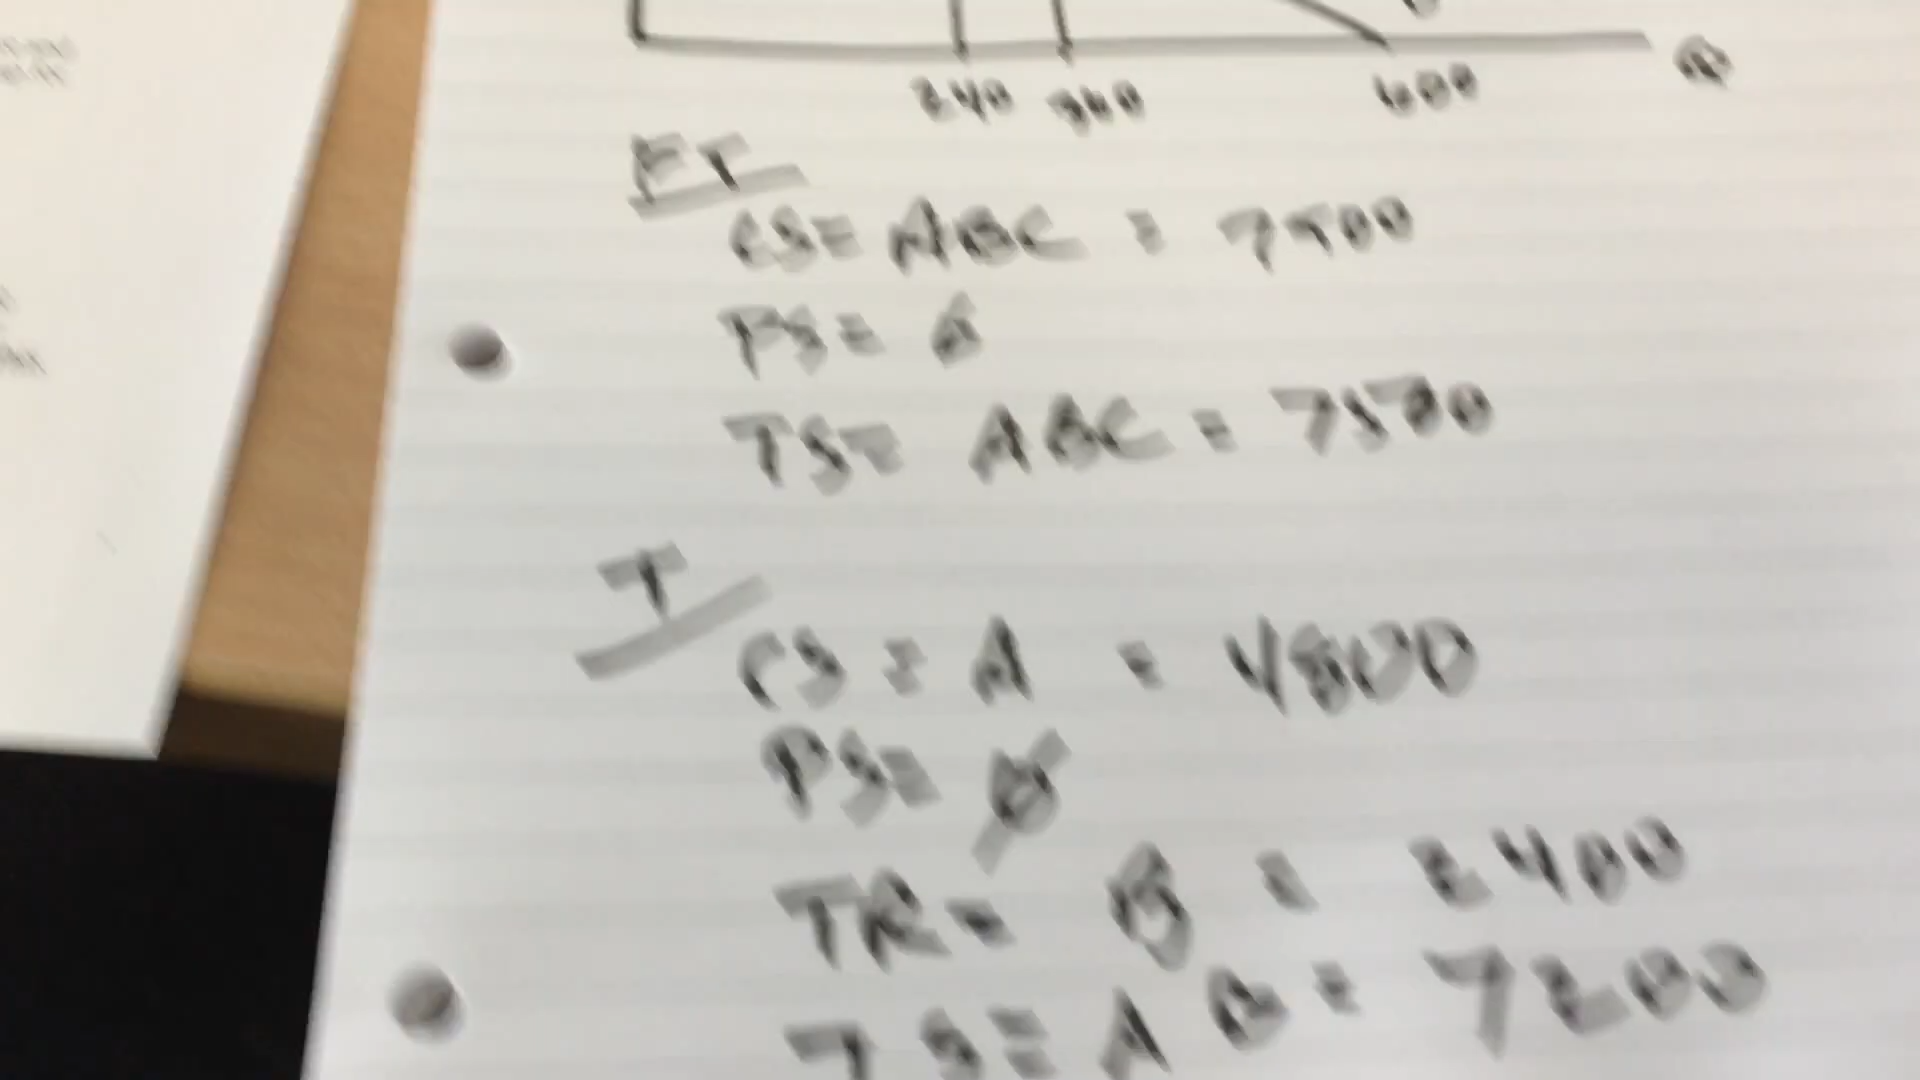 240 300 600 Q
FT
CS = ABC = 7500
PS = 0
TS = ABC = 7500
T
CS = A = 4800
PS = 0
TR = B = 2400
TS = AB = 7200